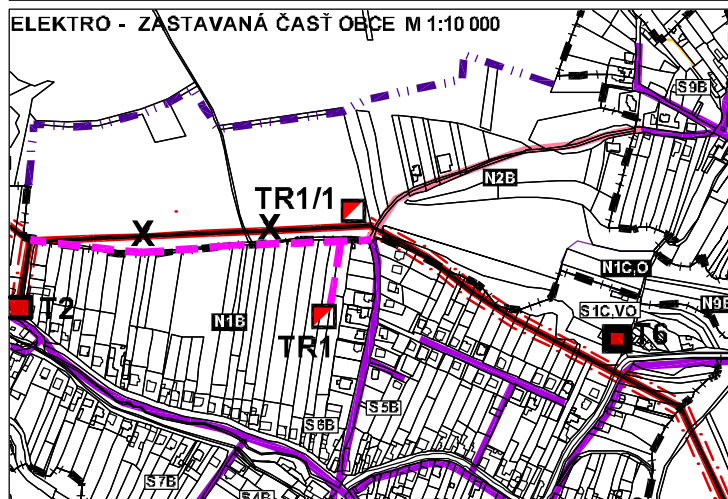 ELEKTRO - ZASTAVANÁ ČASŤ OBCE M 1:10 000
S9B
N2B
TR1/1
X X
N1C,O
N9B
S1C,VO
T2
N1B
TR1
T6
S5B
S6B
S7B
S4B